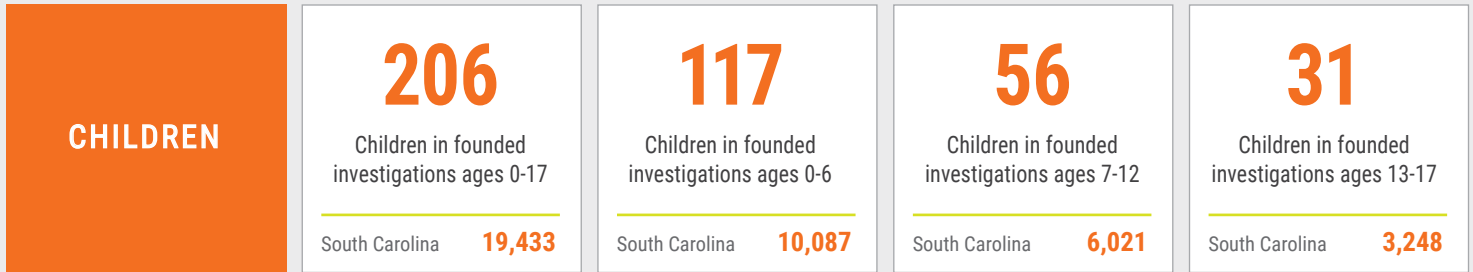 CHILDREN
206
Children in founded
investigations ages 0-17
South Carolina 19,433
117
Children in founded
investigations ages 0-6
South Carolina 10,087
56
Children in founded
investigations ages 7-12
South Carolina 6,021
31
Children in founded
investigations ages 13-17
South Carolina 3,248